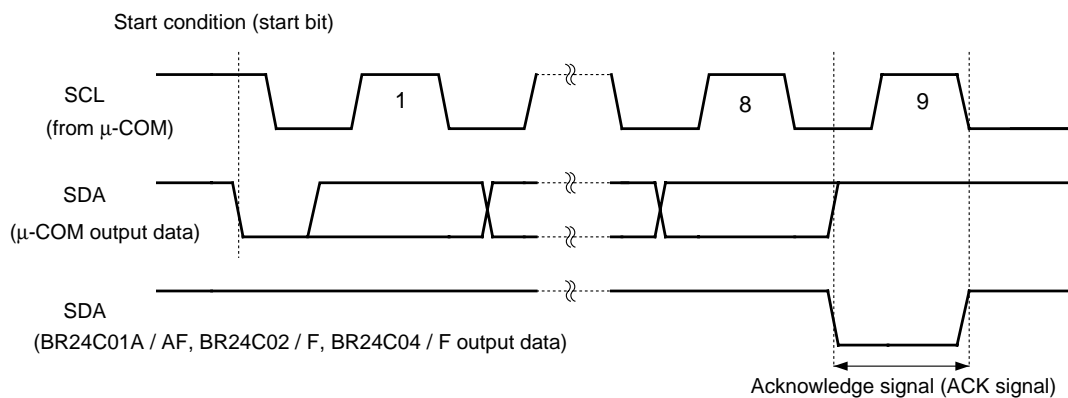 Start condition (start bit)
SCL
(from μ-COM)
1
8
9
SDA
(μ-COM output data)
SDA
(BR24C01A / AF, BR24C02 / F, BR24C04 / F output data)
Acknowledge signal (ACK signal)